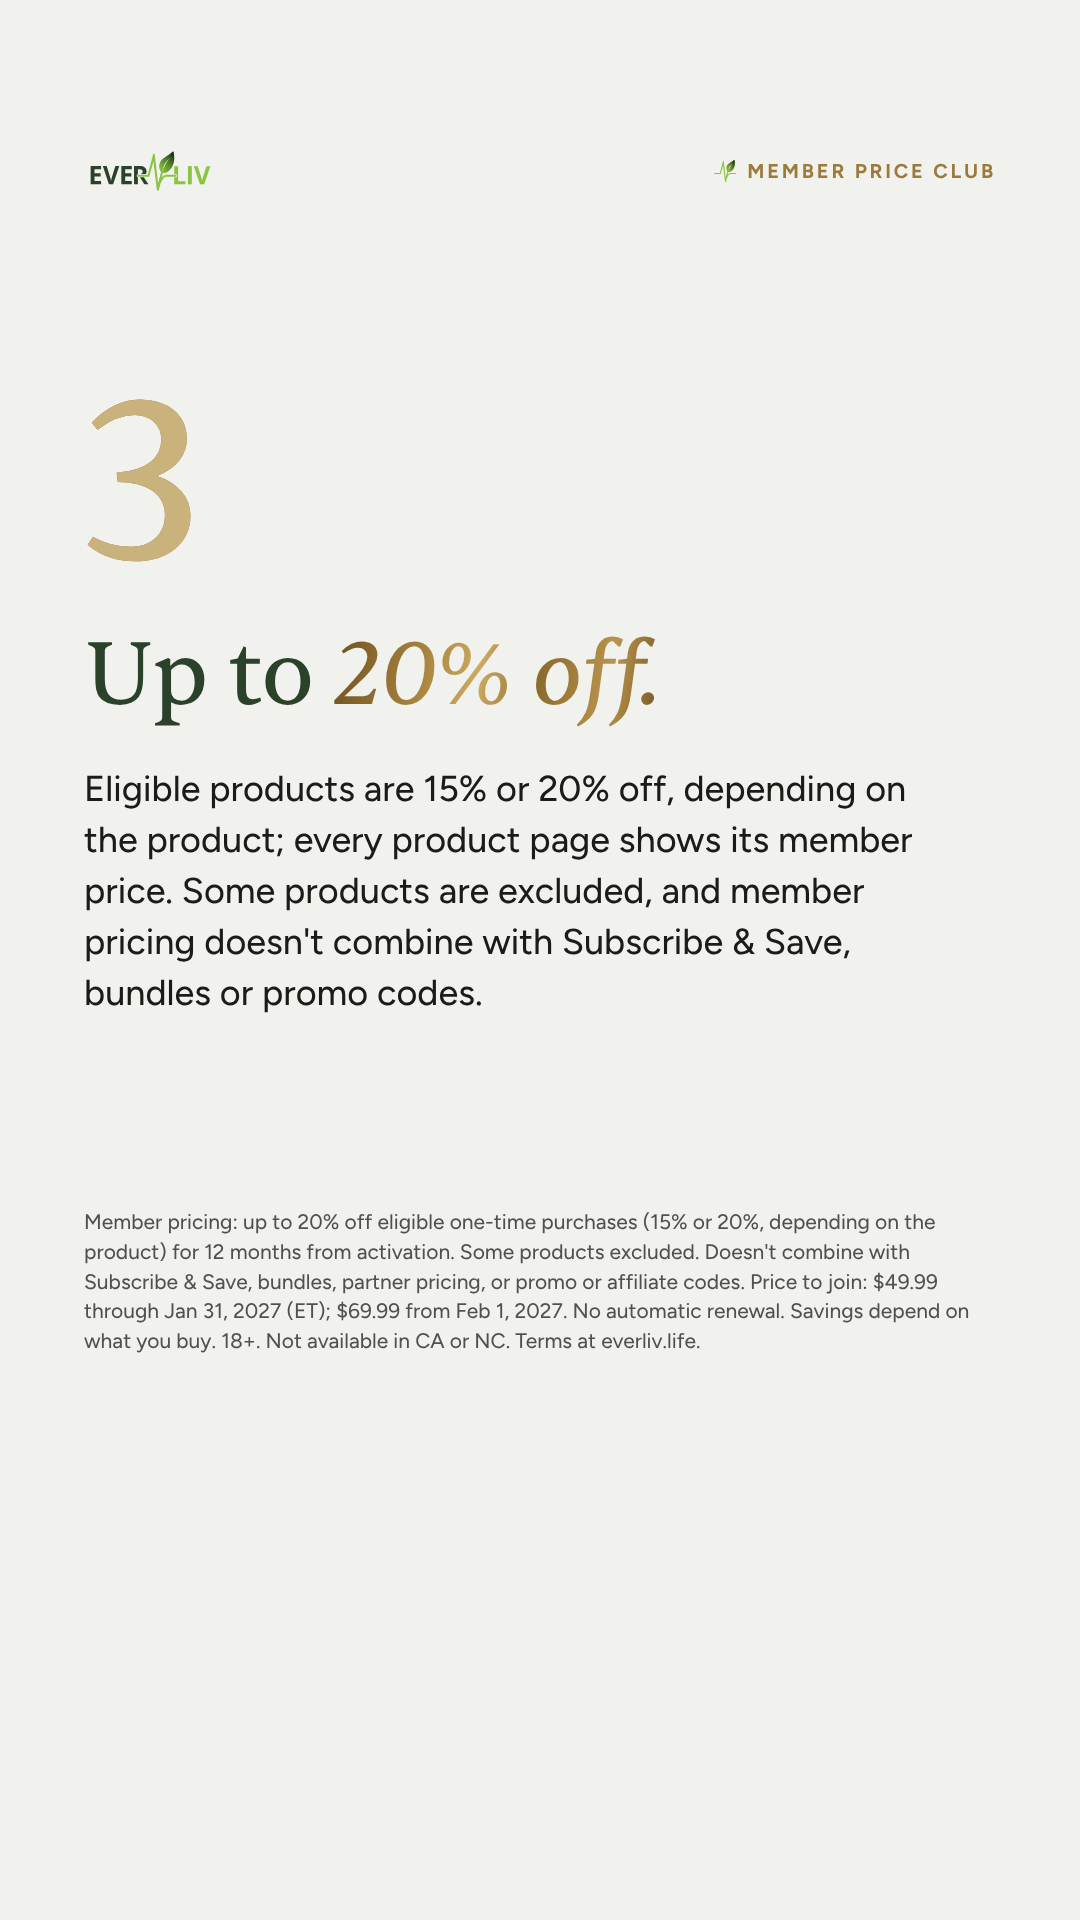 EVERLIV
MEMBER PRICE CLUB
3
Up to 20% off.
Eligible products are 15% or 20% off, depending on
the product; every product page shows its member
price. Some products are excluded, and member
pricing doesn't combine with Subscribe & Save,
bundles or promo codes.
Member pricing: up to 20% off eligible one-time purchases (15% or 20%, depending on the
product) for 12 months from activation. Some products excluded. Doesn't combine with
Subscribe & Save, bundles, partner pricing, or promo or affiliate codes. Price to join: $49.99
through Jan 31, 2027 (ET); $69.99 from Feb 1, 2027. No automatic renewal. Savings depend on
what you buy. 18+. Not available in CA or NC. Terms at everliv.life.